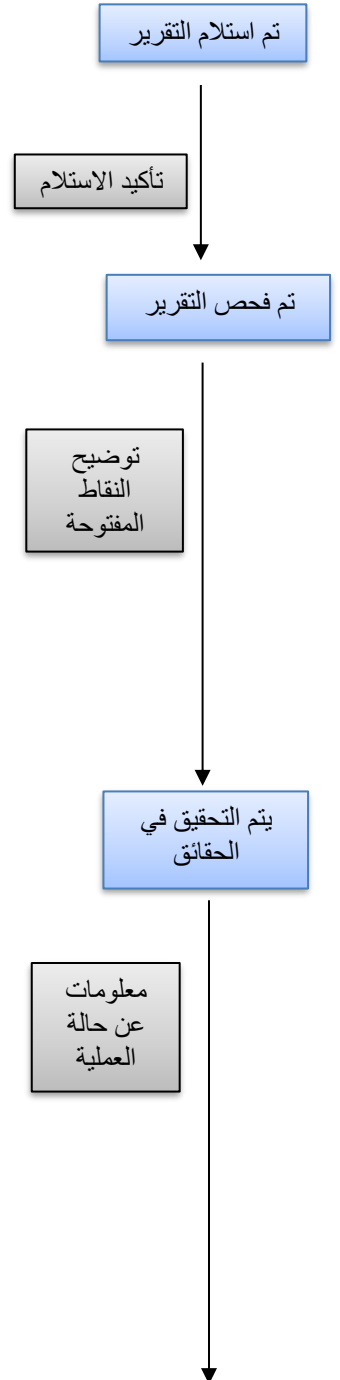 تم استلام التقرير
تأكيد الاستلام
تم فحص التقرير
توضيح
النقاط
المفتوحة
يتم التحقيق في
الحقائق
معلومات
عن حالة
العملية